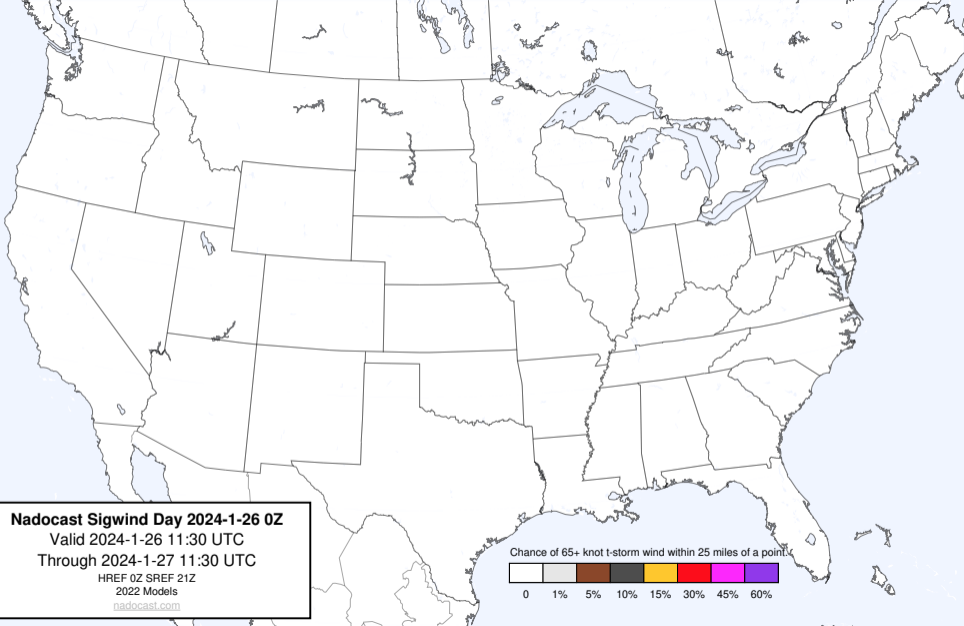 Nadocast Sigwind Day 2024-1-26 0Z
Valid 2024-1-26 11:30 UTC
Through 2024-1-27 11:30 UTC
HREF 0Z SREF 21Z
2022 Models
nadocast.com
Chance of 65+ knot t-storm wind within 25 miles of a point.
0 1% 5% 10% 15% 30% 45% 60%